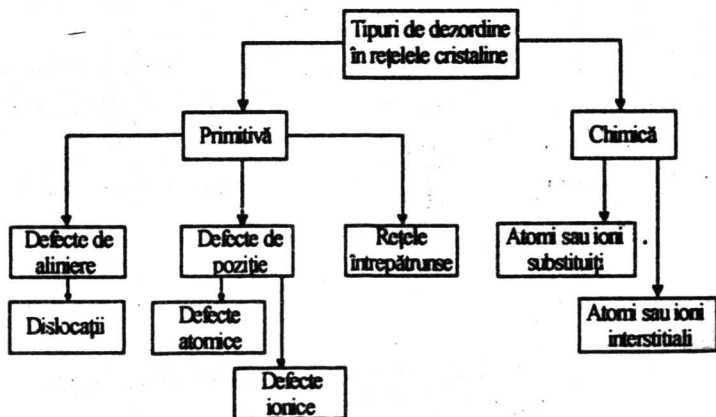 Tipuri de dezordine
în rețelele cristaline
Primitivă
Chimică
Defecte de
aliniere
Defecte de
poziție
Rețele
întrepătrunse
Atomi sau ioni
substituiți
Dislocații
Defecte
atomice
Atomi sau ioni
interstitiali
Defecte
ionice